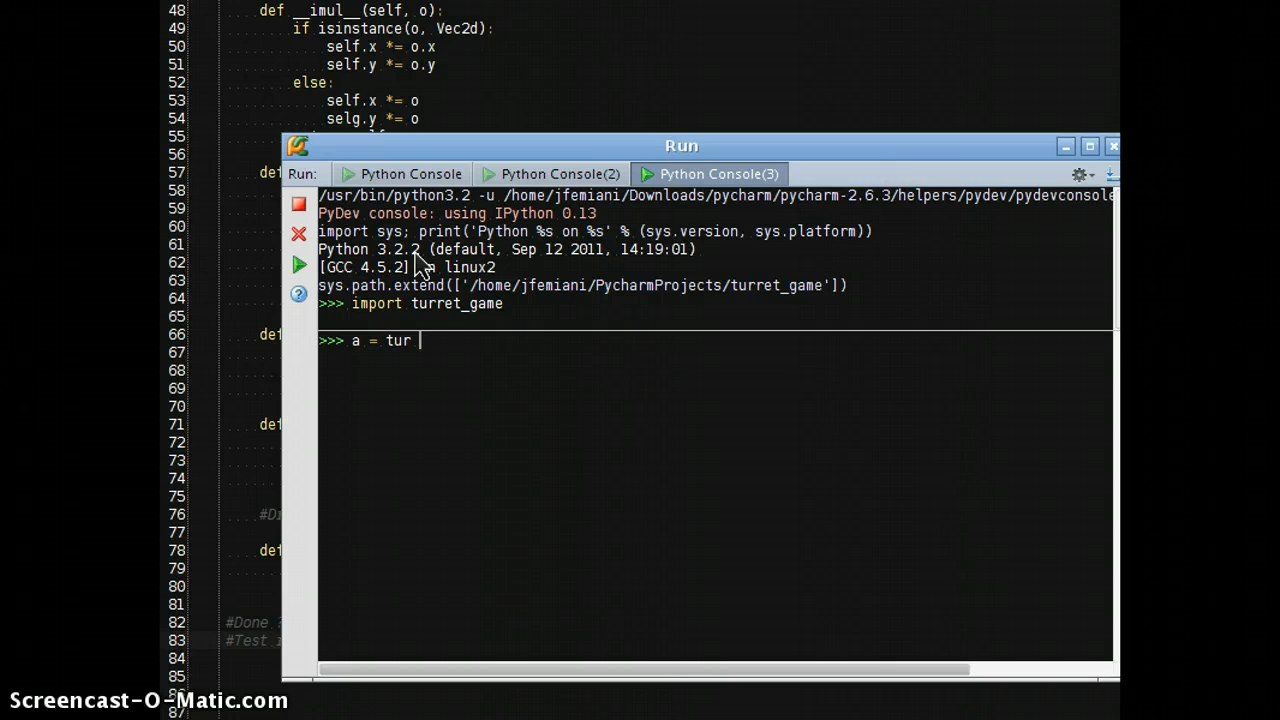 48 def __imul__(self, o):
49 if isinstance(o, Vec2d):
50 self.x *= o.x
51 self.y *= o.y
52 else:
53 self.x *= o
54 selg.y *= o
55
56
57 def
58
59
60
61
62
63
64
65
66 def
67
68
69
70
71 def
72
73
74
75
76
77
78 def
79
80
81
82 #Done
83 #Test
84
85
87
Run
Run: Python Console Python Console(2) Python Console(3)
/usr/bin/python3.2 -u /home/jfemiani/Downloads/pycharm/pycharm-2.6.3/helpers/pydev/pydevconsole
PyDev console: using IPython 0.13
import sys; print('Python %s on %s' % (sys.version, sys.platform))
Python 3.2.2 (default, Sep 12 2011, 14:19:01)
[GCC 4.5.2] linux2
sys.path.extend(['/home/jfemiani/PycharmProjects/turret_game'])
>>> import turret_game
>>> a = tur
Screencast-O-Matic.com